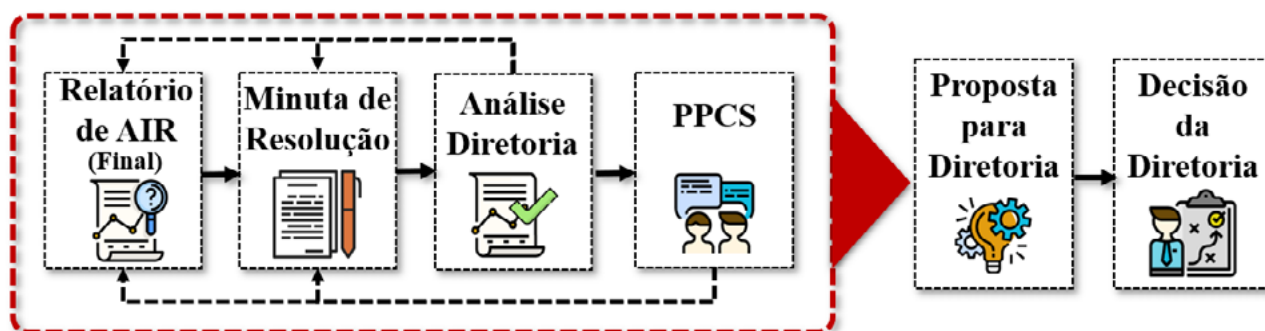 Relatório
de AIR
(Final)
Minuta de
Resolução
Análise
Diretoria
PPCS
Proposta
para
Diretoria
Decisão
da
Diretoria